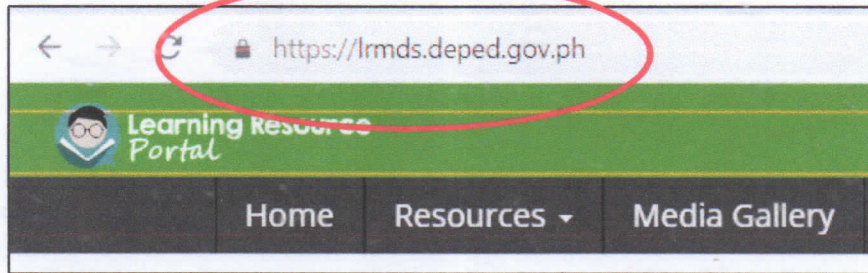 https://lrmds.deped.gov.ph
Learning Resource
Portal
Home Resources Media Gallery